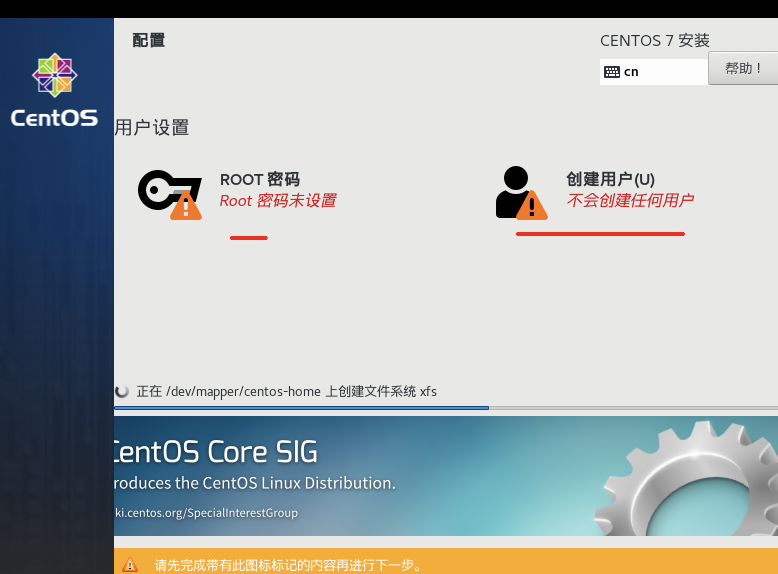 配置
CENTOS 7 安装
cn
帮助！
CentOS
用户设置
ROOT 密码
Root 密码未设置
创建用户(U)
不会创建任何用户
正在 /dev/mapper/centos-home 上创建文件系统 xfs
CentOS Core SIG
roduces the CentOS Linux Distribution.
ki.centos.org/SpecialInterestGroup
请先完成带有此图标标记的内容再进行下一步。